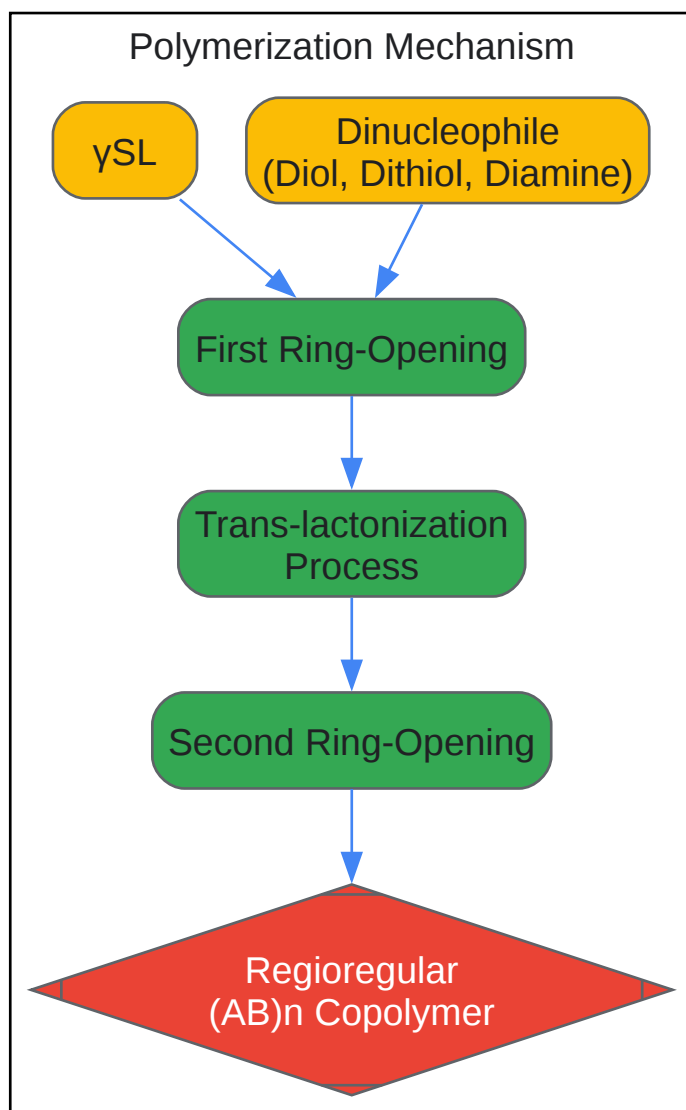 Polymerization Mechanism
γSL
Dinucleophile
(Diol, Dithiol, Diamine)
First Ring-Opening
Trans-lactonization
Process
Second Ring-Opening
Regioregular
(AB)n Copolymer